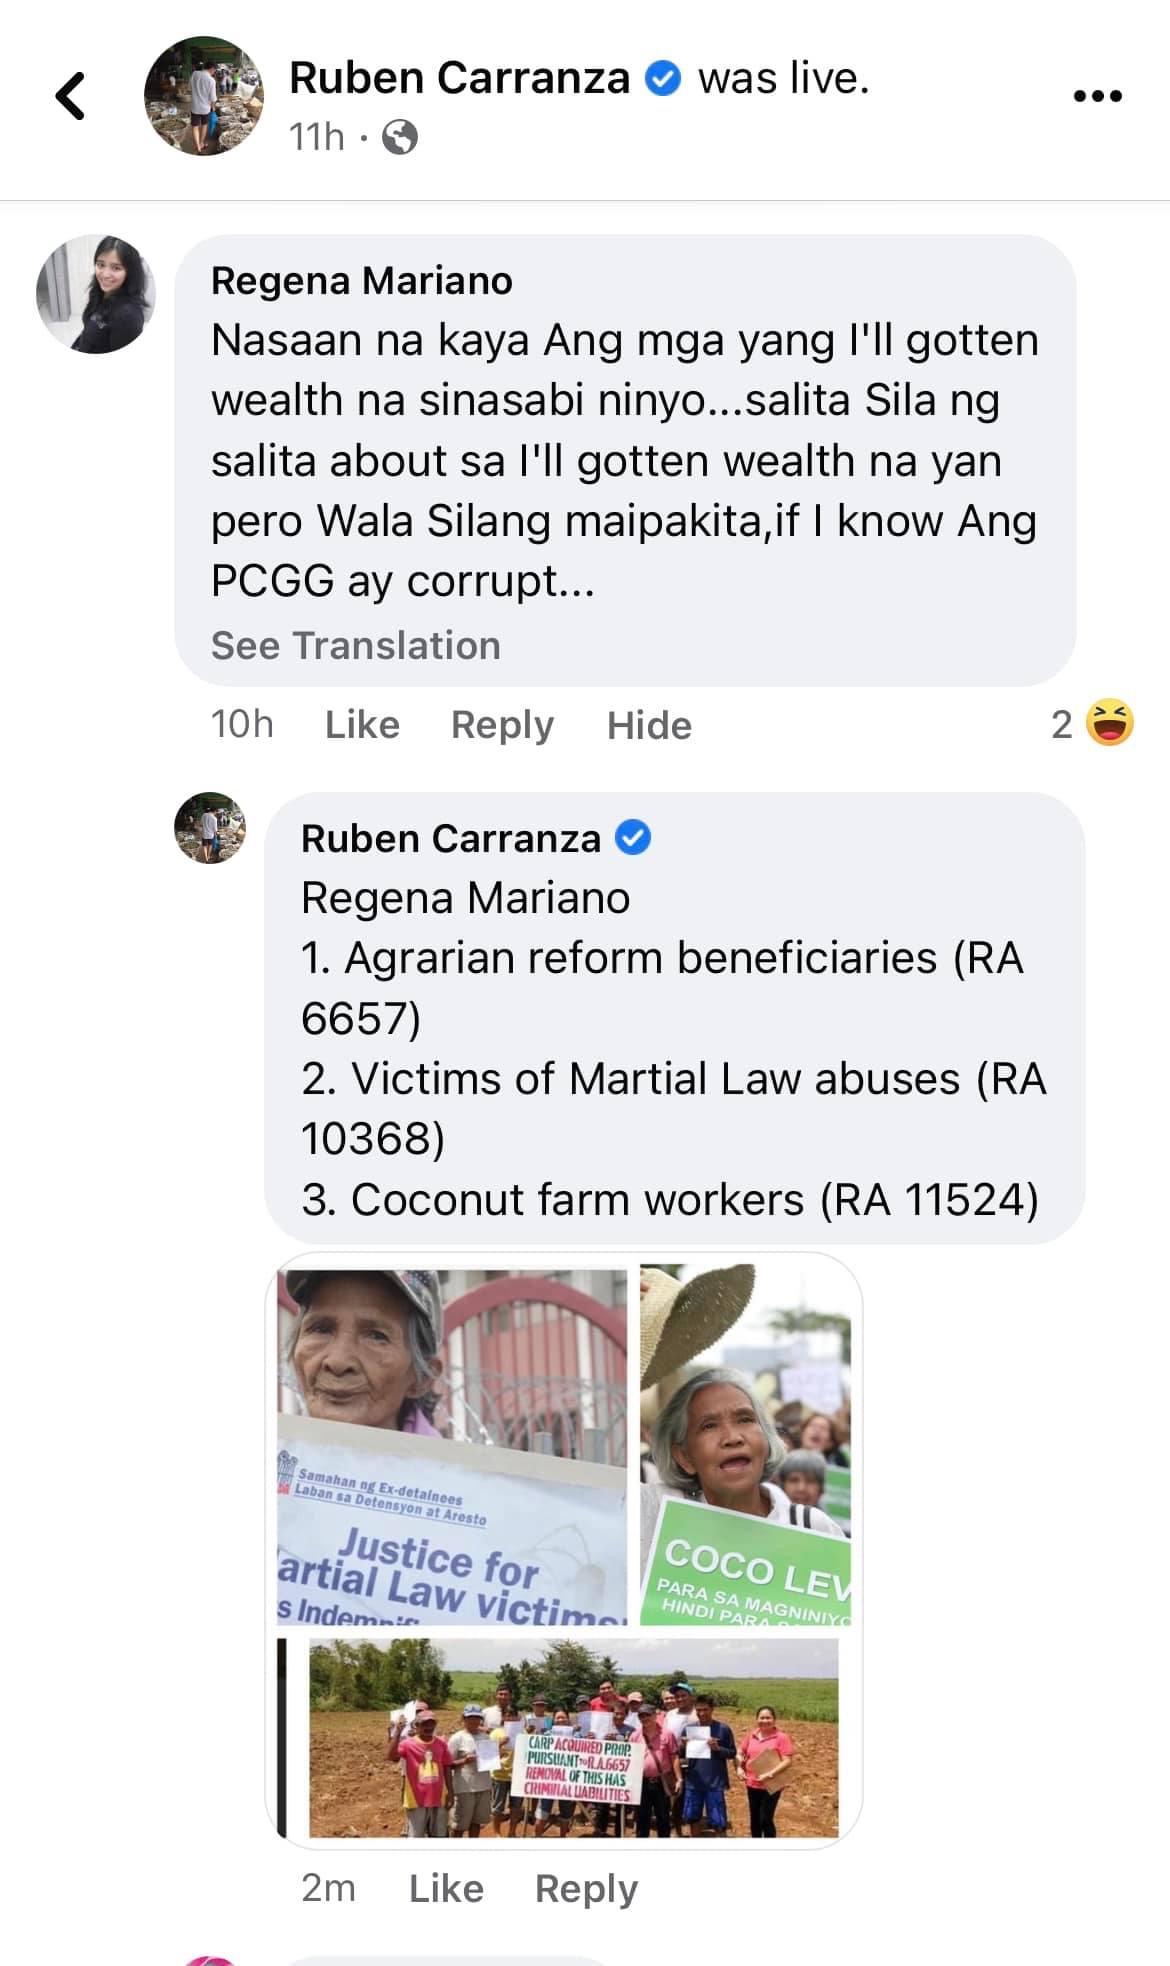 Ruben Carranza was live.
11h ·
Regena Mariano
Nasaan na kaya Ang mga yang I'll gotten
wealth na sinasabi ninyo...salita Sila ng
salita about sa I'll gotten wealth na yan
pero Wala Silang maipakita,if I know Ang
PCGG ay corrupt...
See Translation
10h Like Reply Hide 2
Ruben Carranza
Regena Mariano
1. Agrarian reform beneficiaries (RA
6657)
2. Victims of Martial Law abuses (RA
10368)
3. Coconut farm workers (RA 11524)
Samahan ng Ex-detainees
Laban sa Detensyon at Aresto
Justice for
artial Law victims
s Indemnif
COCO LEV
PARA SA MAGNINIYO
HINDI PARA
CARP ACQUIRED PROP.
PURSUANT TO R.A.6657
REMOVAL OF THIS HAS
CRIMINAL LIABILITIES
2m Like Reply